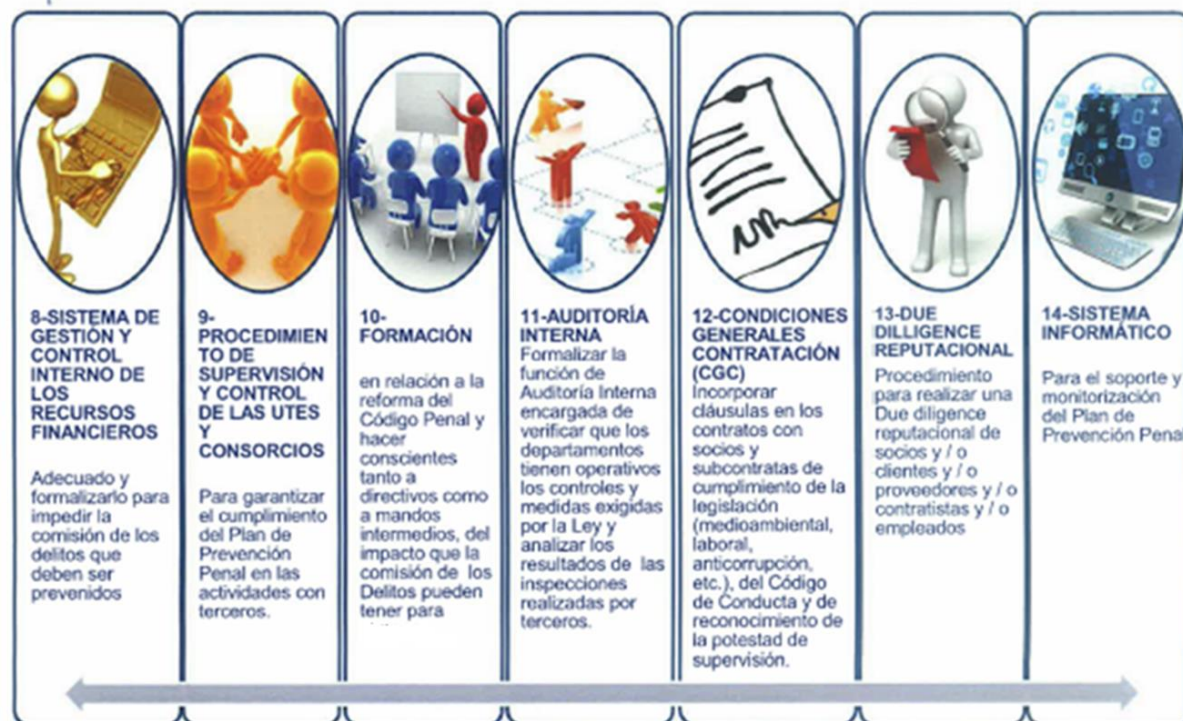 8-SISTEMA DE
GESTIÓN Y
CONTROL
INTERNO DE
LOS
RECURSOS
FINANCIEROS
Adecuado y
formalizarlo para
impedir la
comisión de los
delitos que
deben ser
prevenidos
9-
PROCEDIMIEN
TO DE
SUPERVISIÓN
Y CONTROL
DE LAS UTES
Y
CONSORCIOS
Para garantizar
el cumplimiento
del Plan de
Prevención
Penal en las
actividades con
terceros.
10-
FORMACIÓN
en relación a la
reforma del
Código Penal y
hacer
conscientes
tanto a
directivos como
a mandos
intermedios, del
impacto que la
comisión de los
Delitos pueden
tener para
11-AUDITORÍA
INTERNA
Formalizar la
función de
Auditoría Interna
encargada de
verificar que los
departamentos
tienen operativos
los controles y
medidas exigidas
por la Ley y
analizar los
resultados de las
inspecciones
realizadas por
terceros.
12-CONDICIONES
GENERALES
CONTRATACIÓN
(CGC)
Incorporar
cláusulas en los
contratos con
socios y
subcontratas de
cumplimiento de la
legislación
(medioambiental,
laboral,
anticorrupción,
etc.), del Código
de Conducta y de
reconocimiento de
la potestad de
supervisión.
13-DUE
DILLIGENCE
REPUTACIONAL
Procedimiento
para realizar una
Due diligence
reputacional de
socios y / o
clientes y / o
proveedores y / o
contratistas y / o
empleados
14-SISTEMA
INFORMÁTICO
Para el soporte y
monitización
del Plan de
Prevención Penal